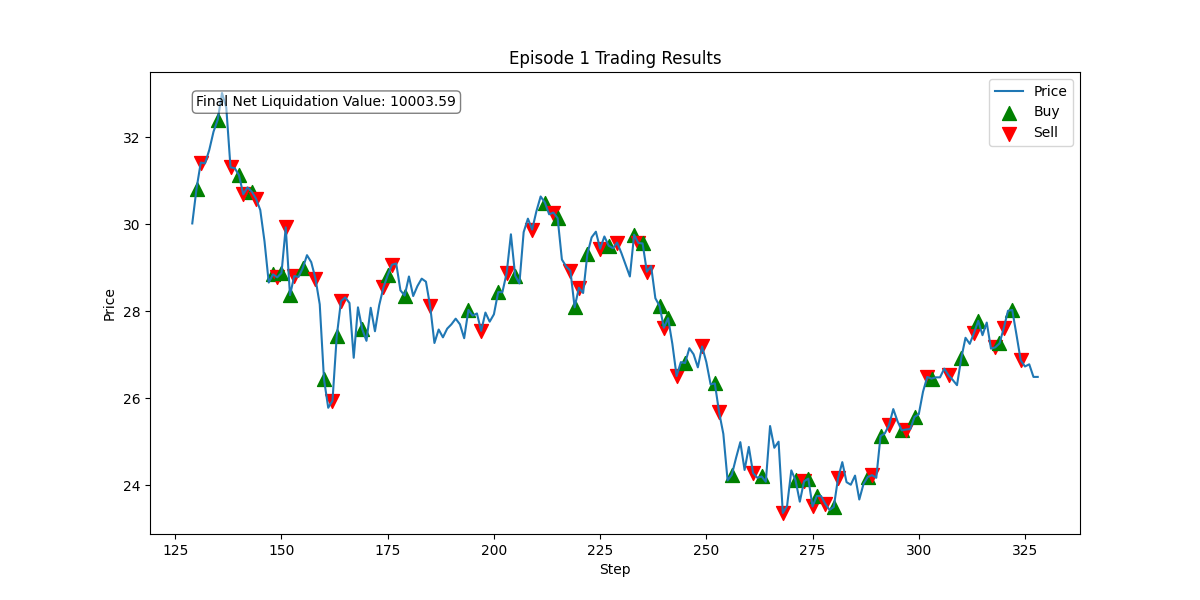 Episode 1 Trading Results
Final Net Liquidation Value: 10003.59
Price
Buy
Sell
Price
32
30
28
26
24
125
150
175
200
225
250
275
300
325
Step